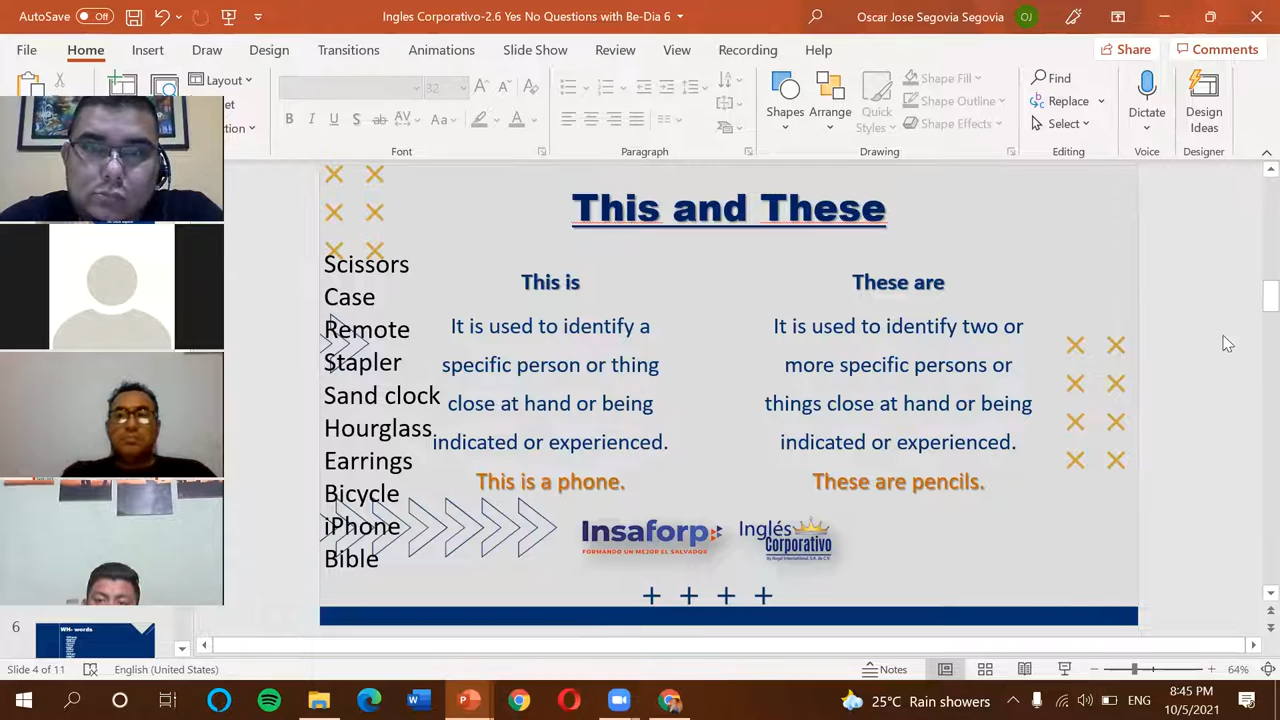 AutoSave
Off
Ingles Corporativo-2.6 Yes No Questions with Be-Dia 6
Oscar Jose Segovia Segovia
OJ
File
Home
Insert
Draw
Design
Transitions
Animations
Slide Show
Review
View
Recording
Help
Share
Comments
Layout
32
Aa
Shapes
Arrange
Quick
Styles
Shape Fill
Shape Outline
Shape Effects
Find
Replace
Select
Dictate
Design
Ideas
Font
Paragraph
Drawing
Editing
Voice
Designer
This and These
Scissors
Case
Remote
Stapler
Sand clock
Hourglass
Earrings
Bicycle
iPhone
Bible
This is
It is used to identify a
specific person or thing
close at hand or being
indicated or experienced.
This is a phone.
These are
It is used to identify two or
more specific persons or
things close at hand or being
indicated or experienced.
These are pencils.
Insaforp
FORMANDO UN MEJOR EL SALVADOR
Inglés
Corporativo
6
WH- words
Slide 4 of 11
English (United States)
Notes
64%
25°C Rain showers
ENG
8:45 PM
10/5/2021